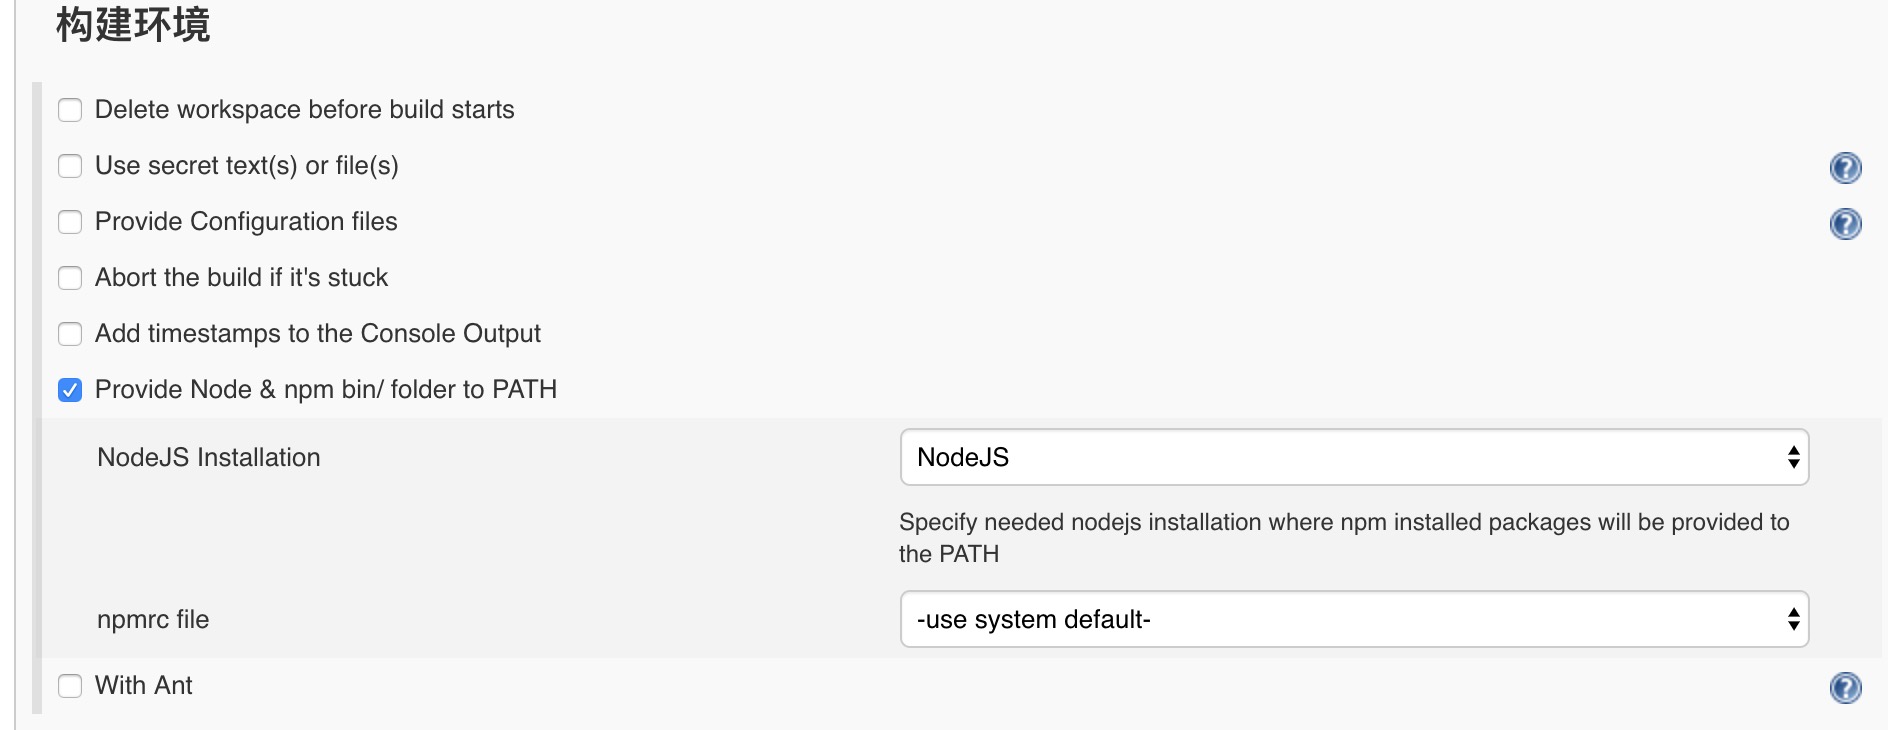 构建环境
Delete workspace before build starts
Use secret text(s) or file(s)
Provide Configuration files
Abort the build if it's stuck
Add timestamps to the Console Output
Provide Node & npm bin/ folder to PATH
NodeJS Installation
NodeJS
Specify needed nodejs installation where npm installed packages will be provided to
the PATH
npmrc file
-use system default-
With Ant